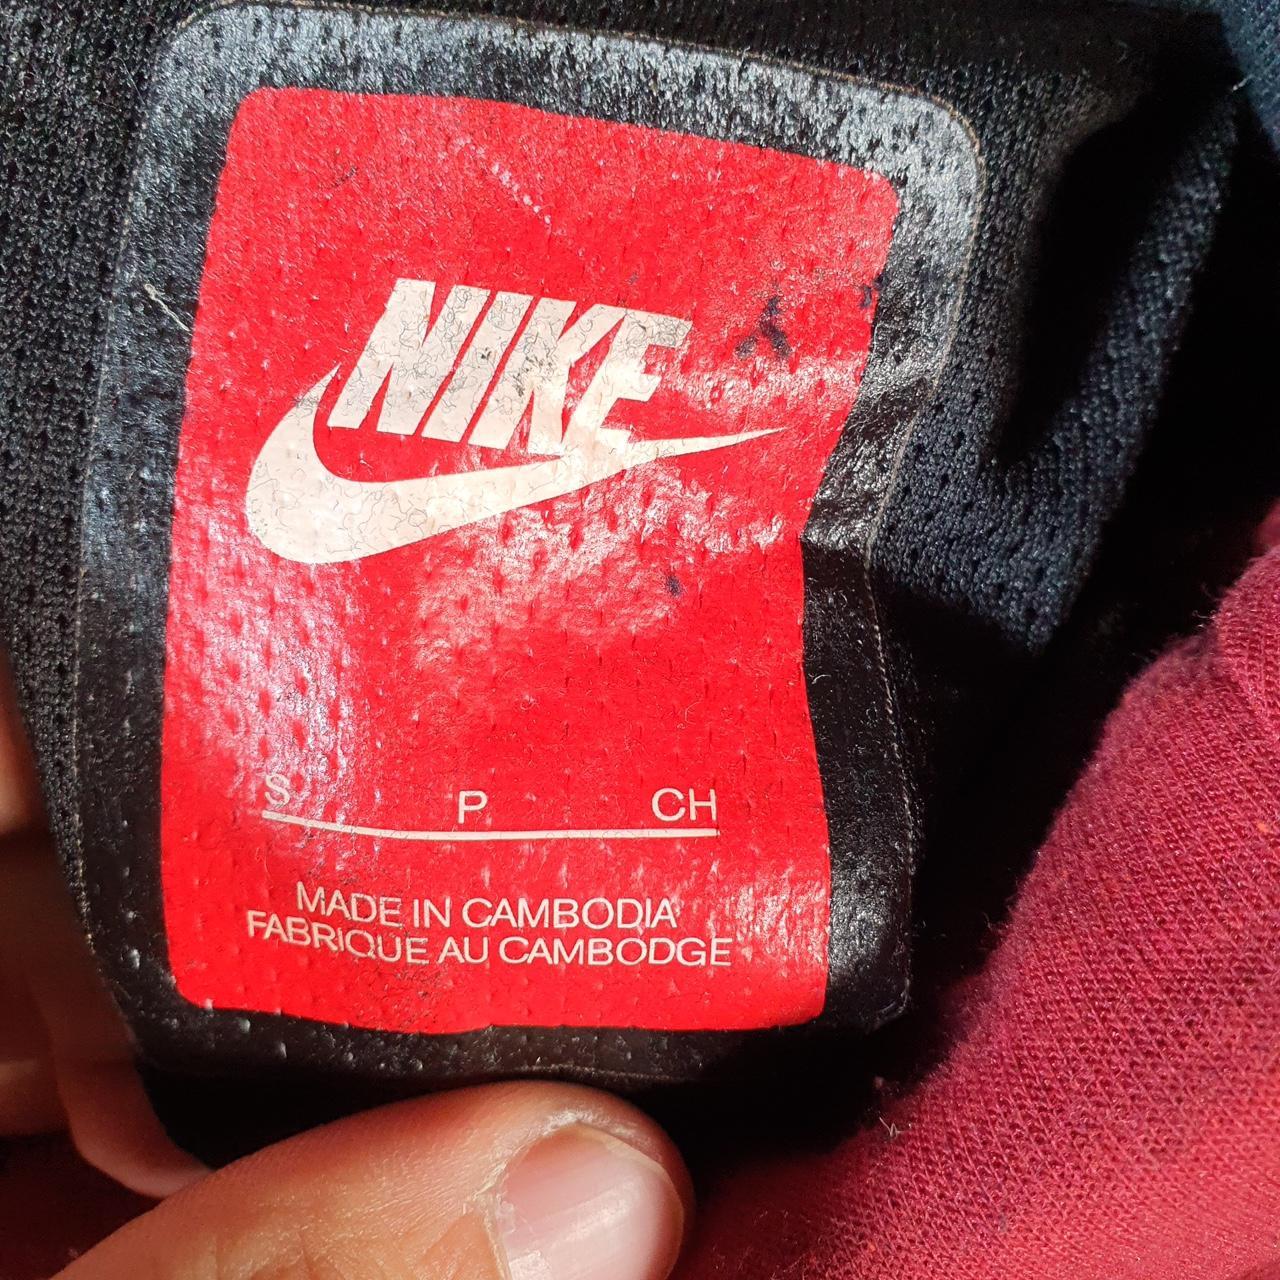 NIKE
S P CH
MADE IN CAMBODIA
FABRIQUE AU CAMBODGE